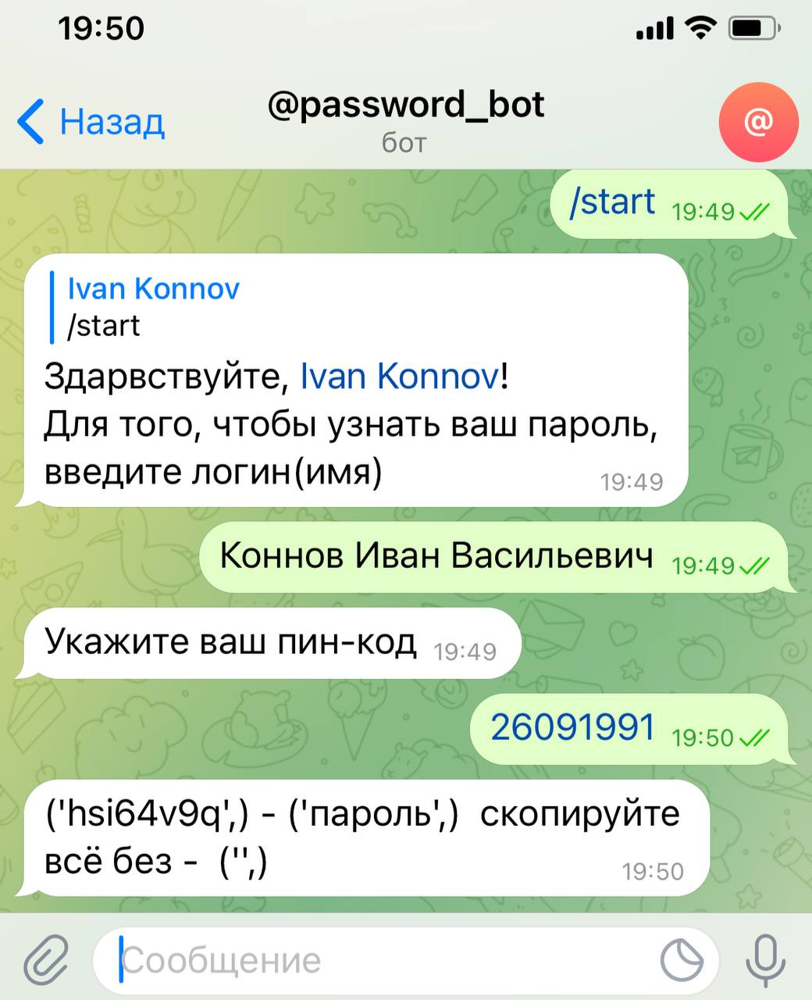 19:50
Назад
@password_bot
бот
@
/start 19:49
Ivan Konnov
/start
Здарвствуйте, Ivan Konnov!
Для того, чтобы узнать ваш пароль,
введите логин(имя) 19:49
Коннов Иван Васильевич 19:49
Укажите ваш пин-код 19:49
26091991 19:50
('hsi64v9q',) - ('пароль',) скопируйте
всё без - ('',) 19:50
Сообщение